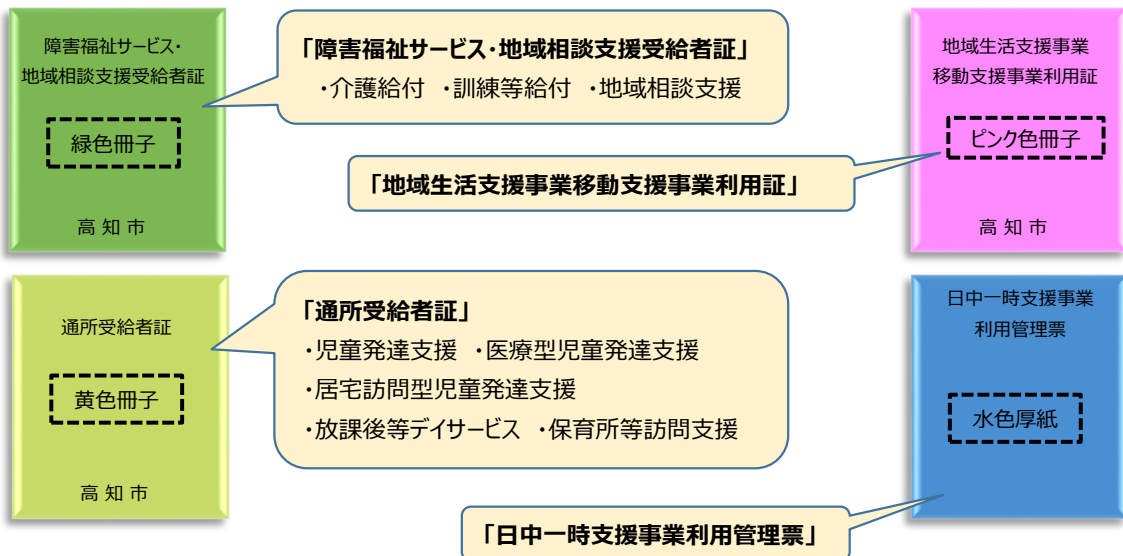 障害福祉サービス・
地域相談支援受給者証
緑色冊子
高知市
「障害福祉サービス・地域相談支援受給者証」
・介護給付 ・訓練等給付 ・地域相談支援
地域生活支援事業
移動支援事業利用証
ピンク色冊子
高知市
「地域生活支援事業移動支援事業利用証」
通所受給者証
黄色冊子
高知市
「通所受給者証」
・児童発達支援 ・医療型児童発達支援
・居宅訪問型児童発達支援
・放課後等デイサービス ・保育所等訪問支援
日中一時支援事業
利用管理票
水色厚紙
「日中一時支援事業利用管理票」